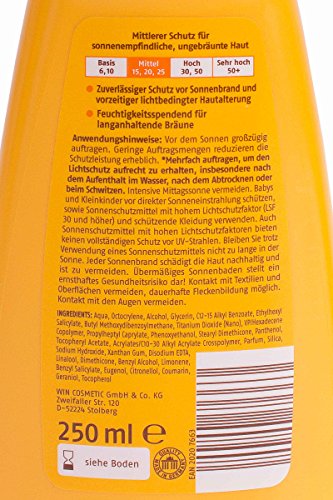 Mittlerer Schutz für
sonnenempfindliche, ungebräunte Haut
Basis Mittel Hoch Sehr hoch
6,10 15, 20, 25 30, 50 50+
Zuverlässiger Schutz vor Sonnenbrand und
vorzeitiger lichtbedingter Hautalterung
Feuchtigkeitsspendend für
langanhaltende Bräune
Anwendungshinweise: Vor dem Sonnen großzügig
auftragen. Geringe Auftragsmengen reduzieren die
Schutzleistung erheblich. *Mehrfach auftragen, um den
Lichtschutz aufrecht zu erhalten, insbesondere nach
dem Aufenthalt im Wasser, nach dem Abtrocknen oder
beim Schwitzen. Intensive Mittagssonne vermeiden. Babys
und Kleinkinder vor direkter Sonneneinstrahlung schützen,
sowie Sonnenschutzmittel mit hohem Lichtschutzfaktor (LSF
30 und höher) und schützende Kleidung verwenden. Auch
Sonnenschutzmittel mit hohen Lichtschutzfaktoren bieten
keinen vollständigen Schutz vor UV-Strahlen. Bleiben Sie trotz
Verwendung eines Sonnenschutzmittels nicht zu lange in der
Sonne. Jeder Sonnenbrand schädigt die Haut nachhaltig und
ist zu vermeiden. Übermäßiges Sonnenbaden stellt ein
ernsthaftes Gesundheitsrisiko dar! Kontakt mit Textilien und
Oberflächen vermeiden, dauerhafte Fleckenbildung möglich.
Kontakt mit den Augen vermeiden.
INGREDIENTS: Aqua, Octocrylene, Alcohol, Glycerin, C12-15 Alkyl Benzoate, Ethylhexyl
Salicylate, Butyl Methoxydibenzoylmethane, Titanium Dioxide (Nano), VP/Hexadecene
Copolymer, Propylheptyl Caprylate, Phenoxyethanol, Stearyl Dimethicone, Panthenol,
Tocopheryl Acetate, Acrylates/C10-30 Alkyl Acrylate Crosspolymer, Parfum, Silica,
Sodium Hydroxide, Xanthan Gum, Disodium EDTA,
Linalool, Dimethicone, Benzyl Alcohol, Limonene,
Benzyl Salicylate, Eugenol, Citronellol, Coumarin,
Geraniol, Tocopherol
WIN COSMETIC GmbH & Co. KG
Zweifaller Str. 120
D-52224 Stolberg
250 ml e
siehe Boden
QUALITY
MADE IN GERMANY
EAN 2020 7663